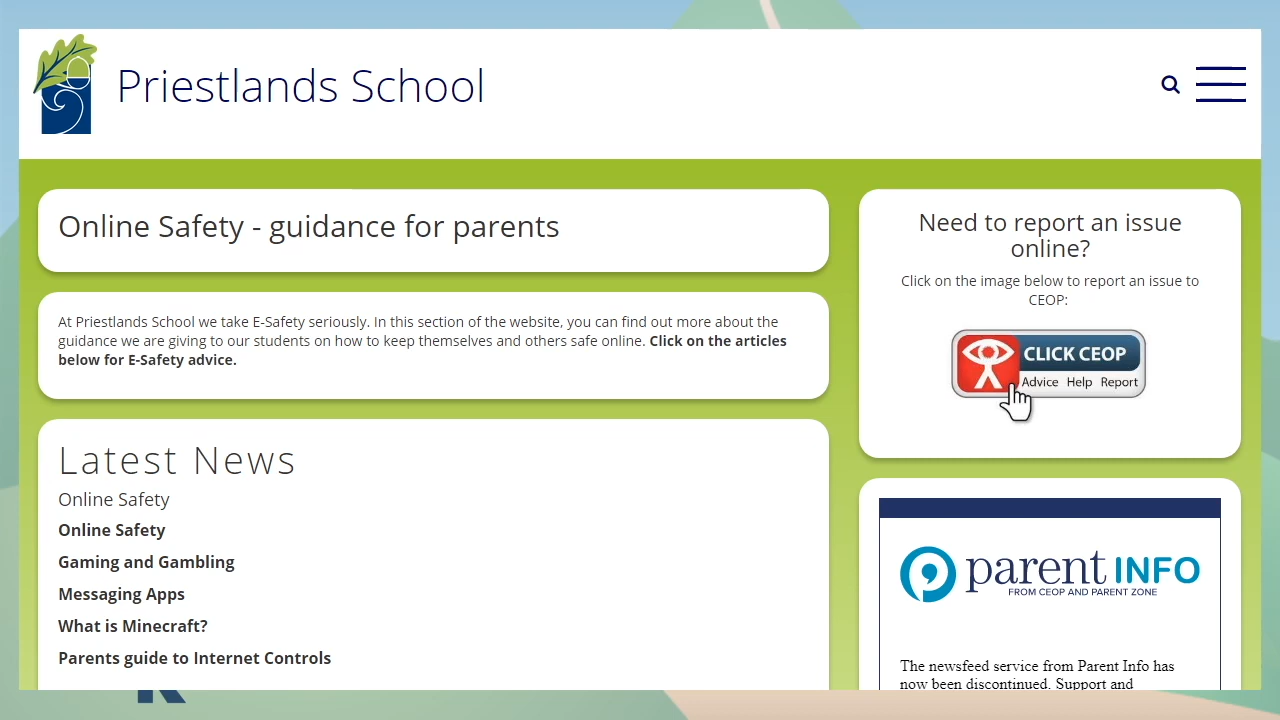 Priestlands School
Online Safety - guidance for parents
At Priestlands School we take E-Safety seriously. In this section of the website, you can find out more about the
guidance we are giving to our students on how to keep themselves and others safe online. Click on the articles
below for E-Safety advice.
Latest News
Online Safety
Online Safety
Gaming and Gambling
Messaging Apps
What is Minecraft?
Parents guide to Internet Controls
Need to report an issue
online?
Click on the image below to report an issue to
CEOP:
CLICK CEOP
Advice Help Report
parent INFO
FROM CEOP AND PARENT ZONE
The newsfeed service from Parent Info has
now been discontinued. Support and